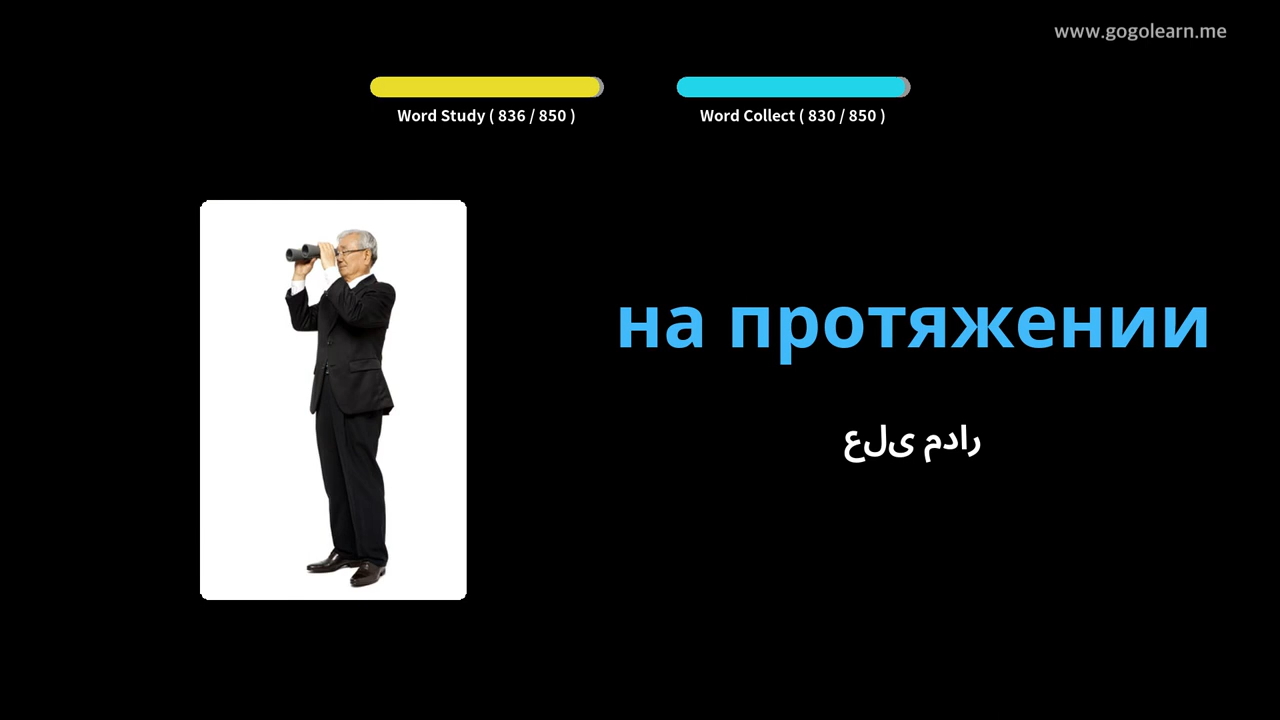 www.gogolearn.me
Word Study ( 836 / 850 )
Word Collect ( 830 / 850 )
на протяжении
على مدار